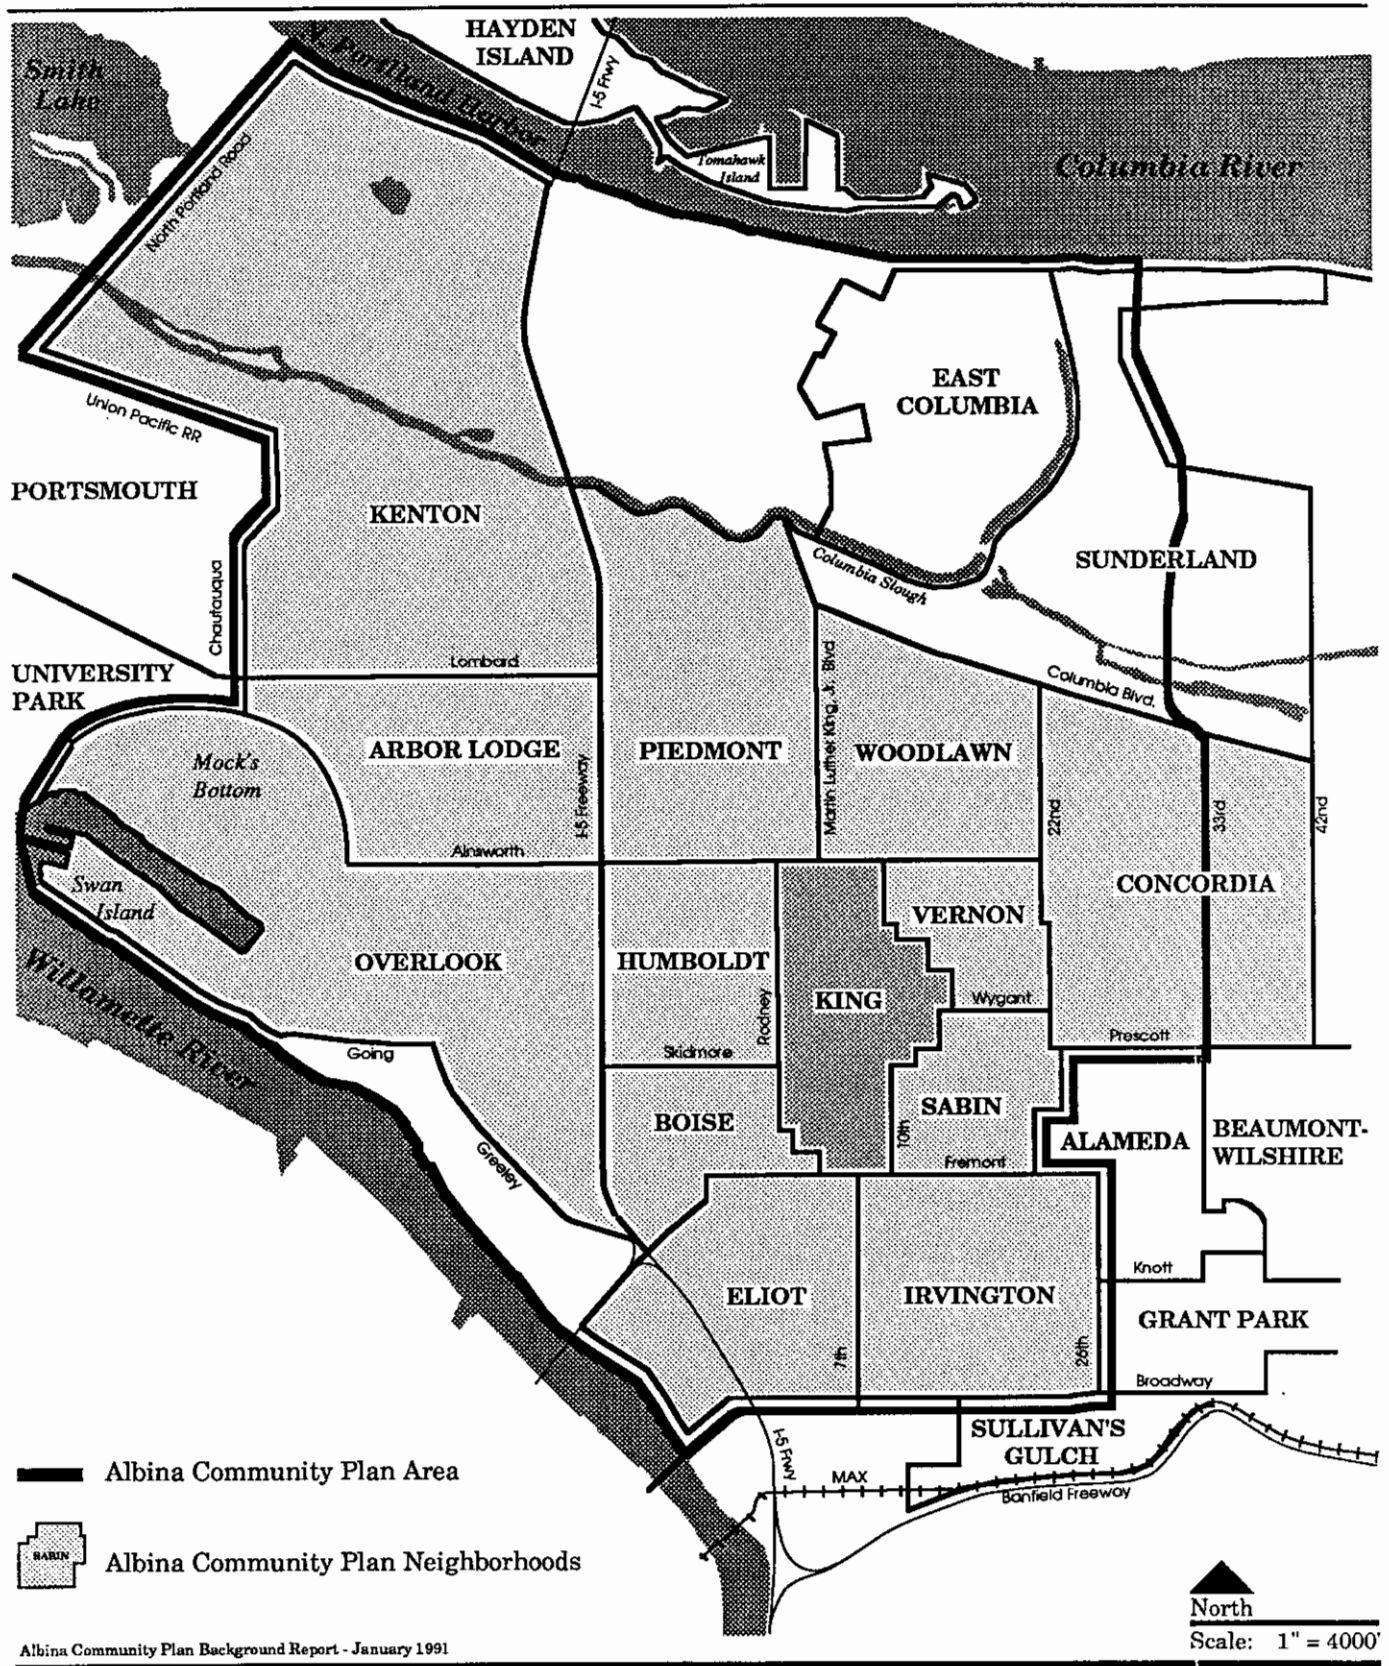 HAYDEN
ISLAND
Smith
Lake
N. Portland Harbor
I-5 Frwy
Tomahawk
Island
Columbia River
North Portland Road
Union Pacific RR
EAST
COLUMBIA
PORTSMOUTH
KENTON
Columbia Slough
SUNDERLAND
Chautauqua
UNIVERSITY
PARK
Lombard
Columbia Blvd.
Mock's
Bottom
ARBOR LODGE
I-5 Freeway
PIEDMONT
Martin Luther King, Jr. Blvd
WOODLAWN
22nd
33rd
42nd
Ainsworth
Swan
Island
CONCORDIA
VERNON
OVERLOOK
HUMBOLDT
KING
Wygant
Rodney
Willamette River
Prescott
Going
Skidmore
BOISE
SABIN
10th
ALAMEDA
BEAUMONT-
WILSHIRE
Greeley
Fremont
Knott
ELIOT
IRVINGTON
GRANT PARK
7th
26th
Broadway
SULLIVAN'S
GULCH
I-5 Frwy
MAX
Banfield Freeway
Albina Community Plan Area
SABIN
Albina Community Plan Neighborhoods
North
Scale: 1" = 4000'
Albina Community Plan Background Report - January 1991